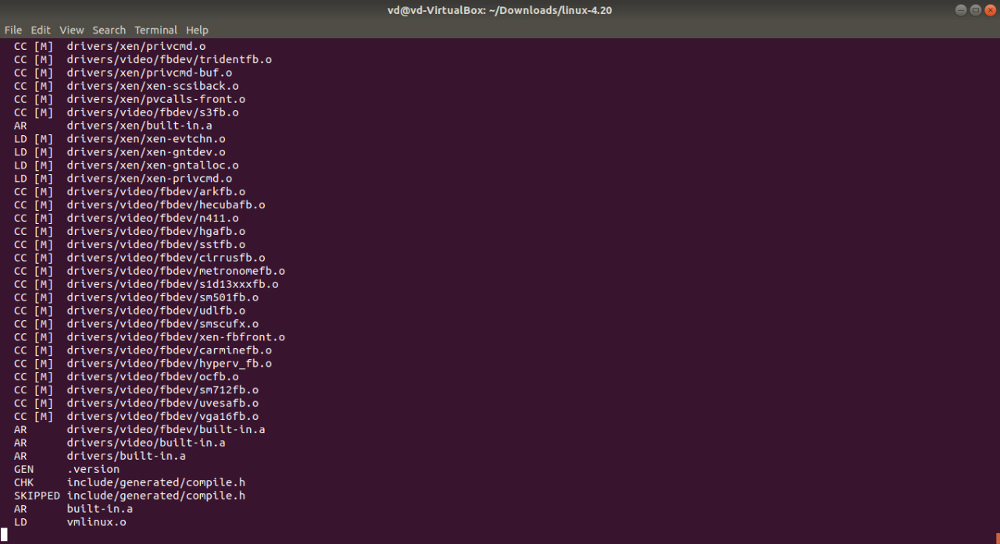 vd@vd-VirtualBox: ~/Downloads/linux-4.20
File Edit View Search Terminal Help
CC [M]  drivers/xen/privcmd.o
CC [M]  drivers/video/fbdev/tridentfb.o
CC [M]  drivers/xen/privcmd-buf.o
CC [M]  drivers/xen/xen-scsiback.o
CC [M]  drivers/xen/pvcalls-front.o
CC [M]  drivers/video/fbdev/s3fb.o
AR      drivers/xen/built-in.a
LD [M]  drivers/xen/xen-evtchn.o
LD [M]  drivers/xen/xen-gntdev.o
LD [M]  drivers/xen/xen-gntalloc.o
LD [M]  drivers/xen/xen-privcmd.o
CC [M]  drivers/video/fbdev/arkfb.o
CC [M]  drivers/video/fbdev/hecubafb.o
CC [M]  drivers/video/fbdev/n411.o
CC [M]  drivers/video/fbdev/hgafb.o
CC [M]  drivers/video/fbdev/sstfb.o
CC [M]  drivers/video/fbdev/cirrusfb.o
CC [M]  drivers/video/fbdev/metronomefb.o
CC [M]  drivers/video/fbdev/s1d13xxxfb.o
CC [M]  drivers/video/fbdev/sm501fb.o
CC [M]  drivers/video/fbdev/udlfb.o
CC [M]  drivers/video/fbdev/smscufx.o
CC [M]  drivers/video/fbdev/xen-fbfront.o
CC [M]  drivers/video/fbdev/carminefb.o
CC [M]  drivers/video/fbdev/hyperv_fb.o
CC [M]  drivers/video/fbdev/ocfb.o
CC [M]  drivers/video/fbdev/sm712fb.o
CC [M]  drivers/video/fbdev/uvesafb.o
CC [M]  drivers/video/fbdev/vga16fb.o
AR      drivers/video/fbdev/built-in.a
AR      drivers/video/built-in.a
AR      drivers/built-in.a
GEN     .version
CHK     include/generated/compile.h
SKIPPED include/generated/compile.h
AR      built-in.a
LD      vmlinux.o